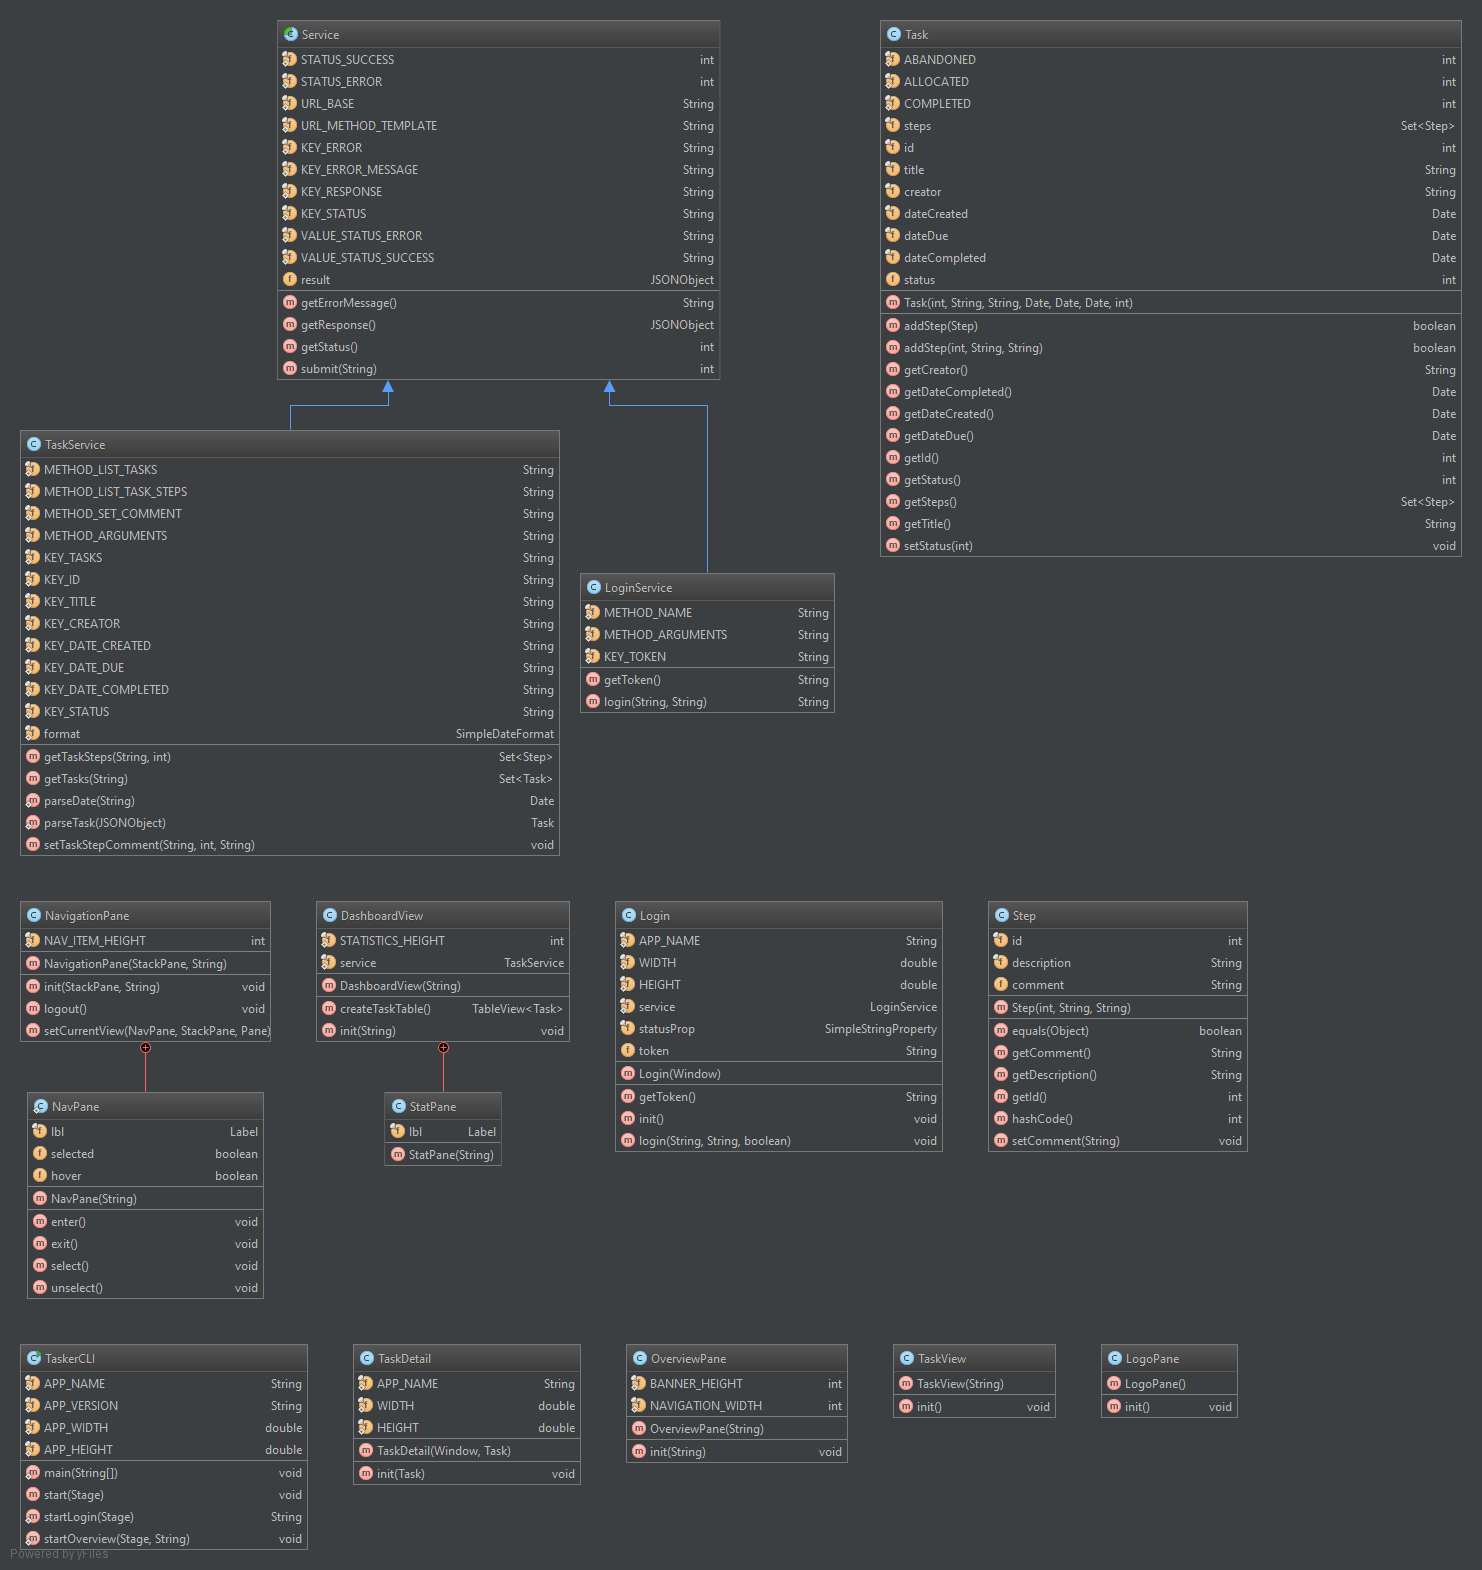 Service
STATUS_SUCCESS int
STATUS_ERROR int
URL_BASE String
URL_METHOD_TEMPLATE String
KEY_ERROR String
KEY_ERROR_MESSAGE String
KEY_RESPONSE String
KEY_STATUS String
VALUE_STATUS_ERROR String
VALUE_STATUS_SUCCESS String
result JSONObject
getErrorMessage() String
getResponse() JSONObject
getStatus() int
submit(String) int
Task
ABANDONED int
ALLOCATED int
COMPLETED int
steps Set<Step>
id int
title String
creator String
dateCreated Date
dateDue Date
dateCompleted Date
status int
Task(int, String, String, Date, Date, Date, int)
addStep(Step) boolean
addStep(int, String, String) boolean
getCreator() String
getDateCompleted() Date
getDateCreated() Date
getDateDue() Date
getId() int
getStatus() int
getSteps() Set<Step>
getTitle() String
setStatus(int) void
TaskService
METHOD_LIST_TASKS String
METHOD_LIST_TASK_STEPS String
METHOD_SET_COMMENT String
METHOD_ARGUMENTS String
KEY_TASKS String
KEY_ID String
KEY_TITLE String
KEY_CREATOR String
KEY_DATE_CREATED String
KEY_DATE_DUE String
KEY_DATE_COMPLETED String
KEY_STATUS String
format SimpleDateFormat
getTaskSteps(String, int) Set<Step>
getTasks(String) Set<Task>
parseDate(String) Date
parseTask(JSONObject) Task
setTaskStepComment(String, int, String) void
LoginService
METHOD_NAME String
METHOD_ARGUMENTS String
KEY_TOKEN String
getToken() String
login(String, String) String
NavigationPane
NAV_ITEM_HEIGHT int
NavigationPane(StackPane, String)
init(StackPane, String) void
logout() void
setCurrentView(NavPane, StackPane, Pane)
DashboardView
STATISTICS_HEIGHT int
service TaskService
DashboardView(String)
createTaskTable() TableView<Task>
init(String) void
Login
APP_NAME String
WIDTH double
HEIGHT double
service LoginService
statusProp SimpleStringProperty
token String
Login(Window)
getToken() String
init() void
login(String, String, boolean) void
Step
id int
description String
comment String
Step(int, String, String)
equals(Object) boolean
getComment() String
getDescription() String
getId() int
hashCode() int
setComment(String) void
NavPane
lbl Label
selected boolean
hover boolean
NavPane(String)
enter() void
exit() void
select() void
unselect() void
StatPane
lbl Label
StatPane(String)
TaskerCLI
APP_NAME String
APP_VERSION String
APP_WIDTH double
APP_HEIGHT double
main(String[]) void
start(Stage) void
startLogin(Stage) String
startOverview(Stage, String) void
TaskDetail
APP_NAME String
WIDTH double
HEIGHT double
TaskDetail(Window, Task)
init(Task) void
OverviewPane
BANNER_HEIGHT int
NAVIGATION_WIDTH int
OverviewPane(String)
init(String) void
TaskView
TaskView(String)
init() void
LogoPane
LogoPane()
init() void
Powered by yFiles